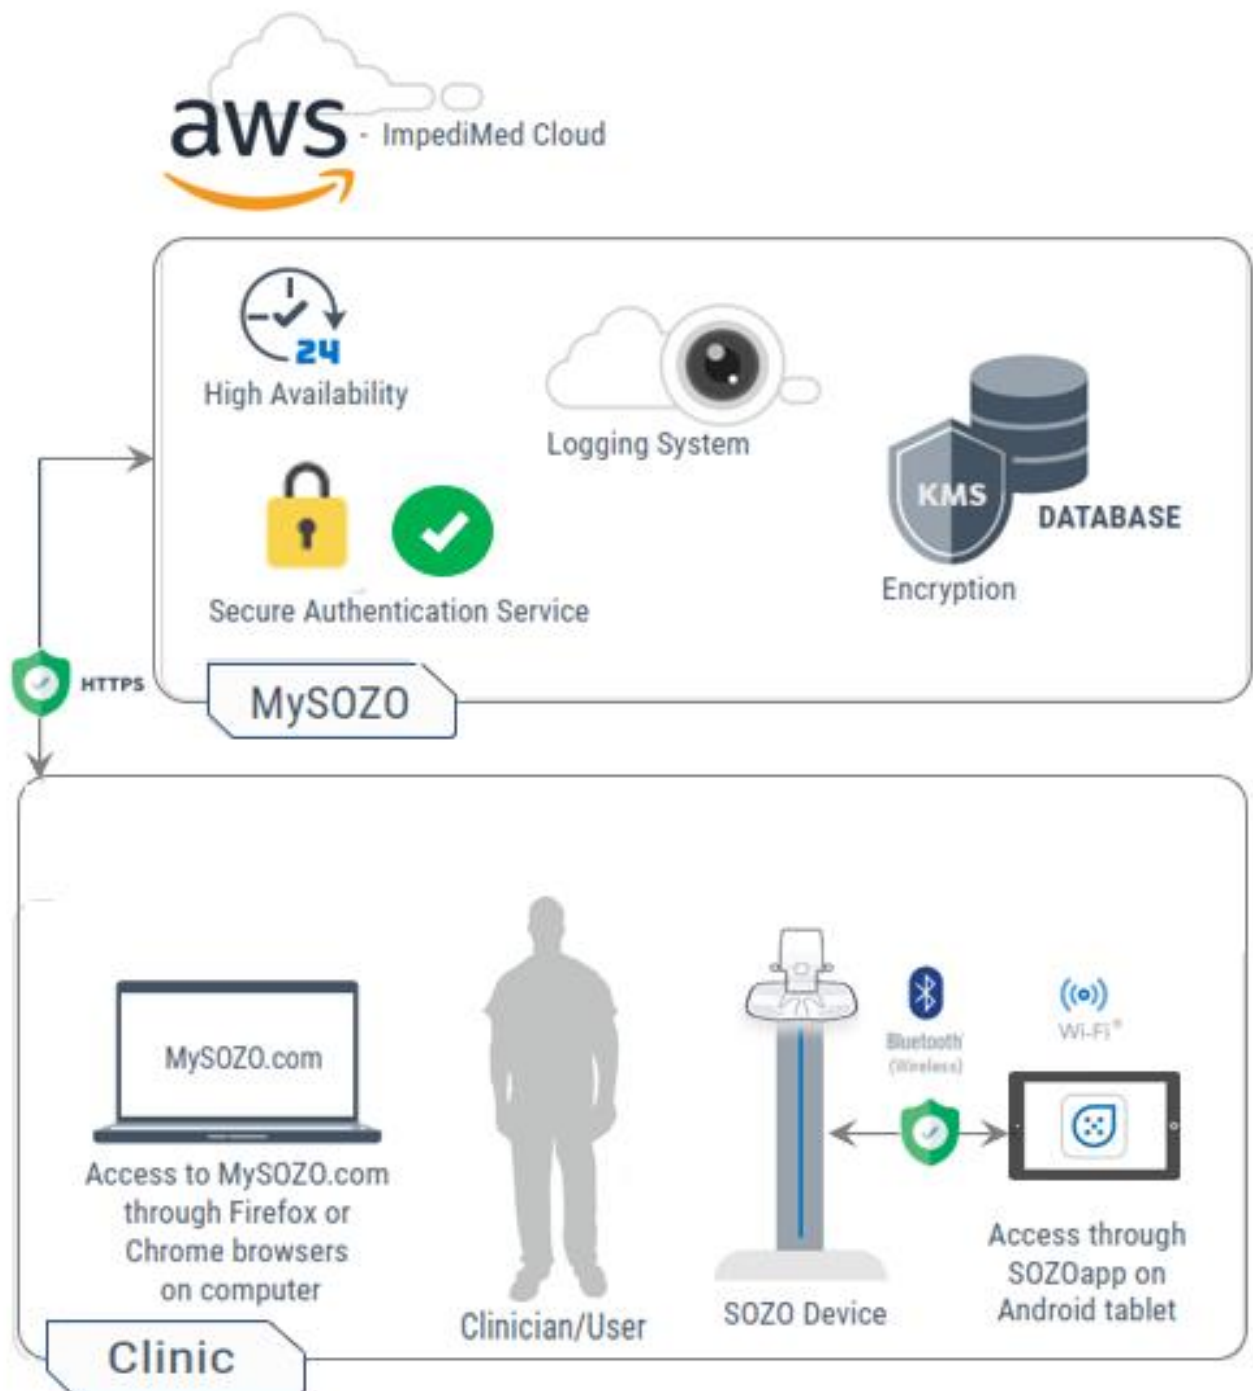 aws - ImpediMed Cloud
24
High Availability
Logging System
KMS
DATABASE
Encryption
Secure Authentication Service
HTTPS
MySOZO
MySOZO.com
Access to MySOZO.com
through Firefox or
Chrome browsers
on computer
Clinician/User
SOZO Device
Bluetooth
(Wireless)
Wi-Fi®
Access through
SOZOapp on
Android tablet
Clinic